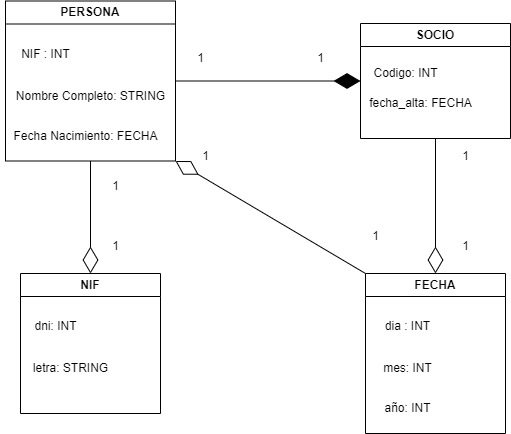 PERSONA
NIF : INT
Nombre Completo: STRING
Fecha Nacimiento: FECHA
SOCIO
Codigo: INT
fecha_alta: FECHA
1
1
1
1
1
1
1
1
NIF
dni: INT
letra: STRING
FECHA
dia : INT
mes: INT
año: INT